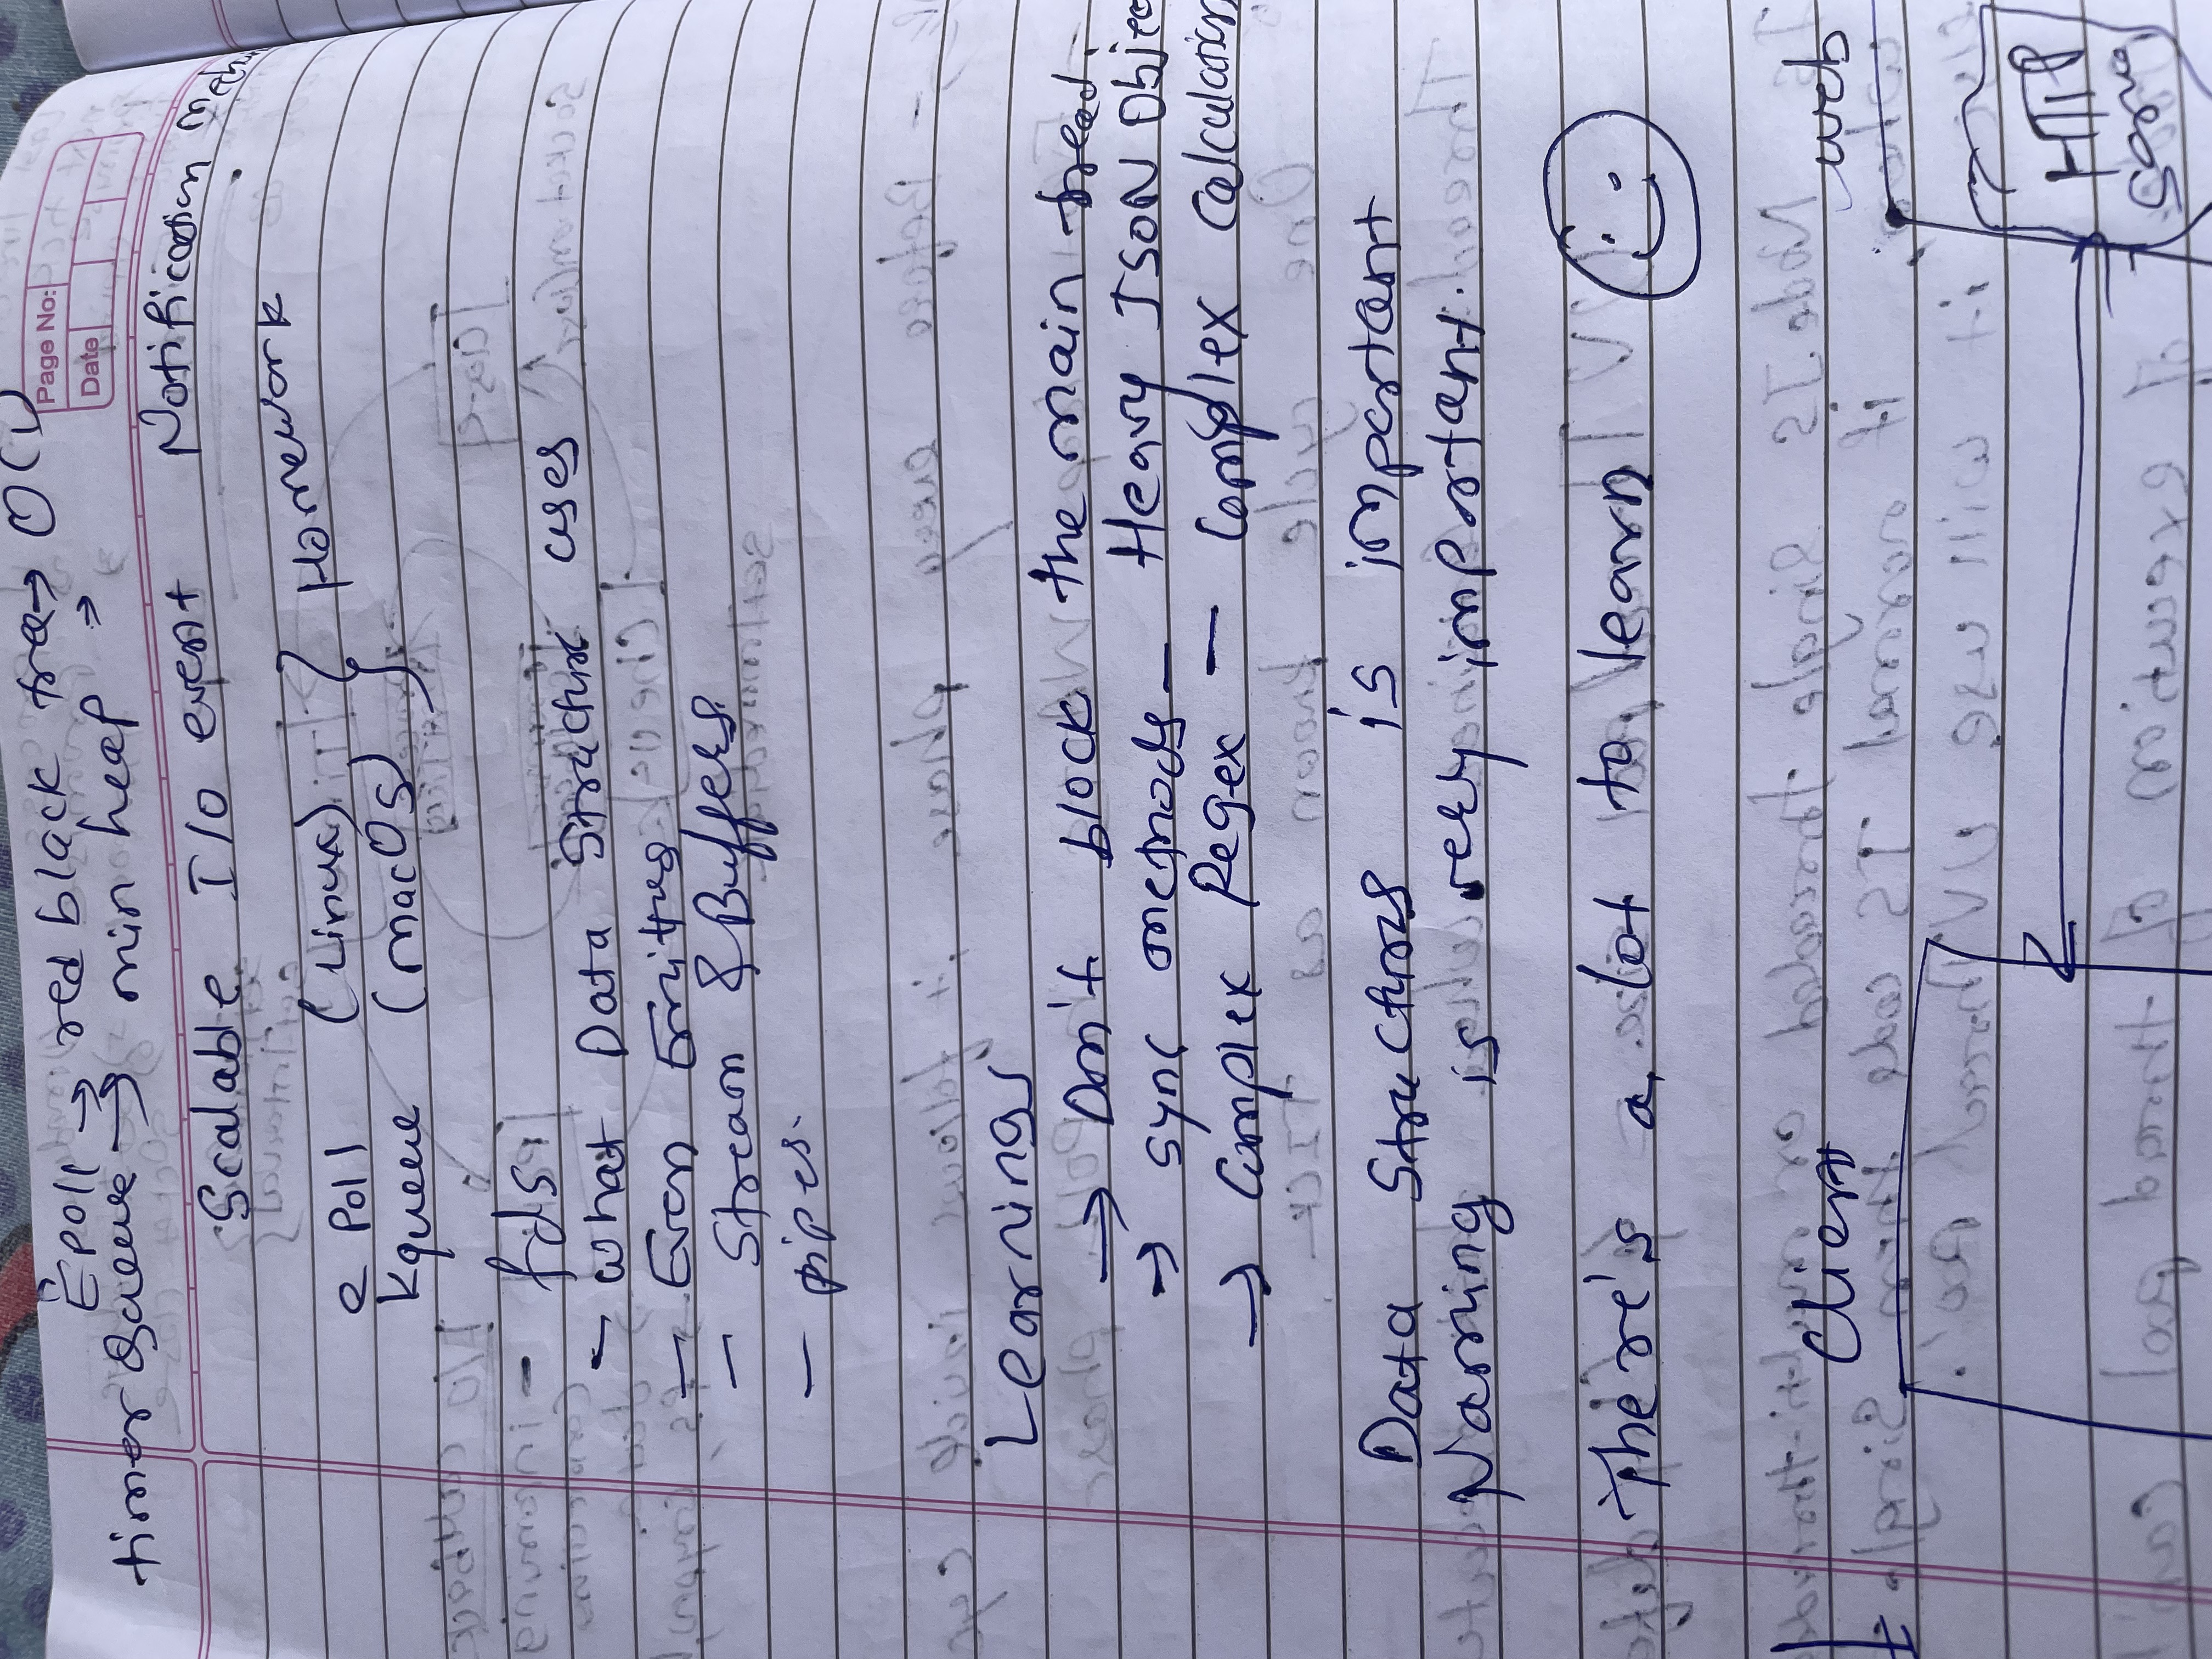 Epoll → red black tree → O(1)
Page No:
Date
timer Queue → min heap →
Scalable I/O event Notification
e poll (Linux) } Homework
kqueue (macOS)
- fds
- what Data Structure uses
- Even Emitters
- Stream & Buffers
- pipes.
Learnings
→ Don't block the main tread.
→ sync methods - Heavy JSON Objec
→ Complex Regex - Complex Calculation
Data Structures is important
Naming is very important.
There's a lot to learn
Client
web
HTTP